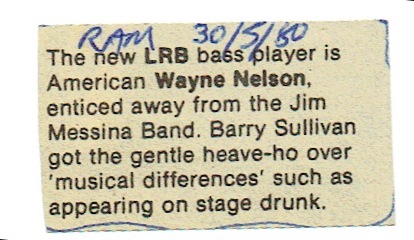 RAM 30/5/80
The new LRB bass player is
American Wayne Nelson,
enticed away from the Jim
Messina Band. Barry Sullivan
got the gentle heave-ho over
'musical differences' such as
appearing on stage drunk.